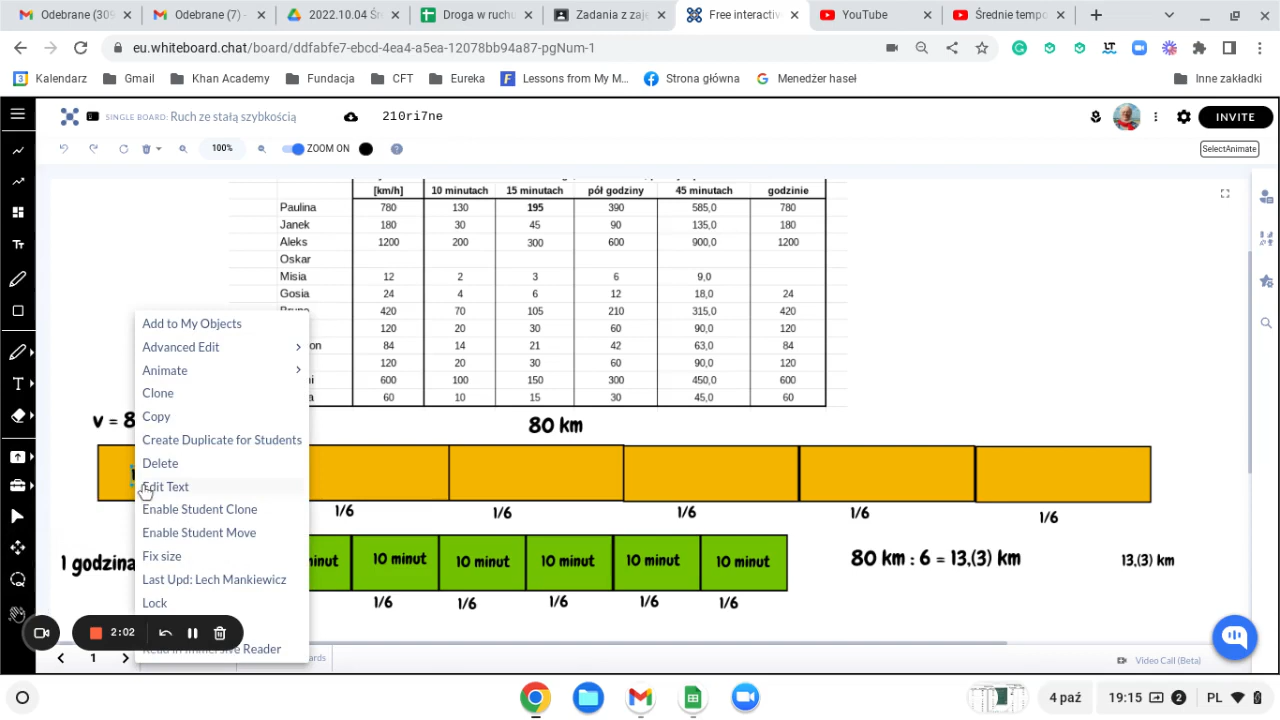 Odebrane (309
Odebrane (7) -
2022.10.04 Śr
Droga w ruchu
Zadania z zaje
Free interactiv
YouTube
Średnie tempo
eu.whiteboard.chat/board/ddfabfe7-ebcd-4ea4-a5ea-12078bb94a87-pgNum-1
Kalendarz Gmail Khan Academy Fundacja CFT Eureka Lessons from My M... Strona główna Menedżer haseł Inne zakładki
SINGLE BOARD: Ruch ze stałą szybkością 210ri7ne INVITE
100% ZOOM ON SelectAnimate
[km/h] 10 minutach 15 minutach pół godziny 45 minutach godzinie
Paulina 780 130 195 390 585,0 780
Janek 180 30 45 90 135,0 180
Aleks 1200 200 300 600 900,0 1200
Oskar
Misia 12 2 3 6 9,0
Gosia 24 4 6 12 18,0 24
420 70 105 210 315,0 420
120 20 30 60 90,0 120
on 84 14 21 42 63,0 84
120 20 30 60 90,0 120
600 100 150 300 450,0 600
60 10 15 30 45,0 60
Add to My Objects
Advanced Edit
Animate
Clone
Copy
Create Duplicate for Students
Delete
Edit Text
Enable Student Clone
Enable Student Move
Fix size
Last Upd: Lech Mankiewicz
Lock
Read in Immersive Reader
v = 8
80 km
1/6 1/6 1/6 1/6 1/6
1 godzina
minut 10 minut 10 minut 10 minut 10 minut 10 minut
80 km : 6 = 13,(3) km
13,(3) km
1/6 1/6 1/6 1/6 1/6
2:02
1
ards
Video Call (Beta)
4 paź 19:15 2 PL